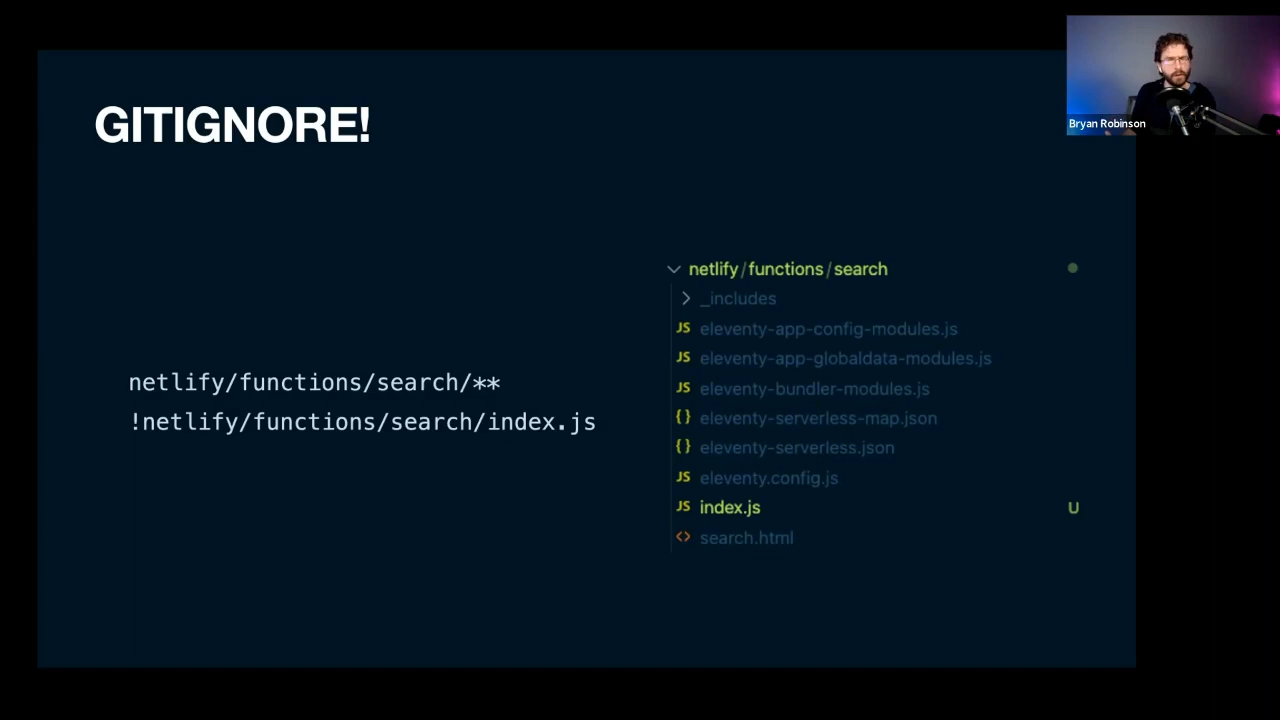 GITIGNORE!
Bryan Robinson
netlify/functions/search/**
!netlify/functions/search/index.js
netlify/functions/search
_includes
JS eleventy-app-config-modules.js
JS eleventy-app-globaldata-modules.js
JS eleventy-bundler-modules.js
{} eleventy-serverless-map.json
{} eleventy-serverless.json
JS eleventy.config.js
JS index.js U
<> search.html